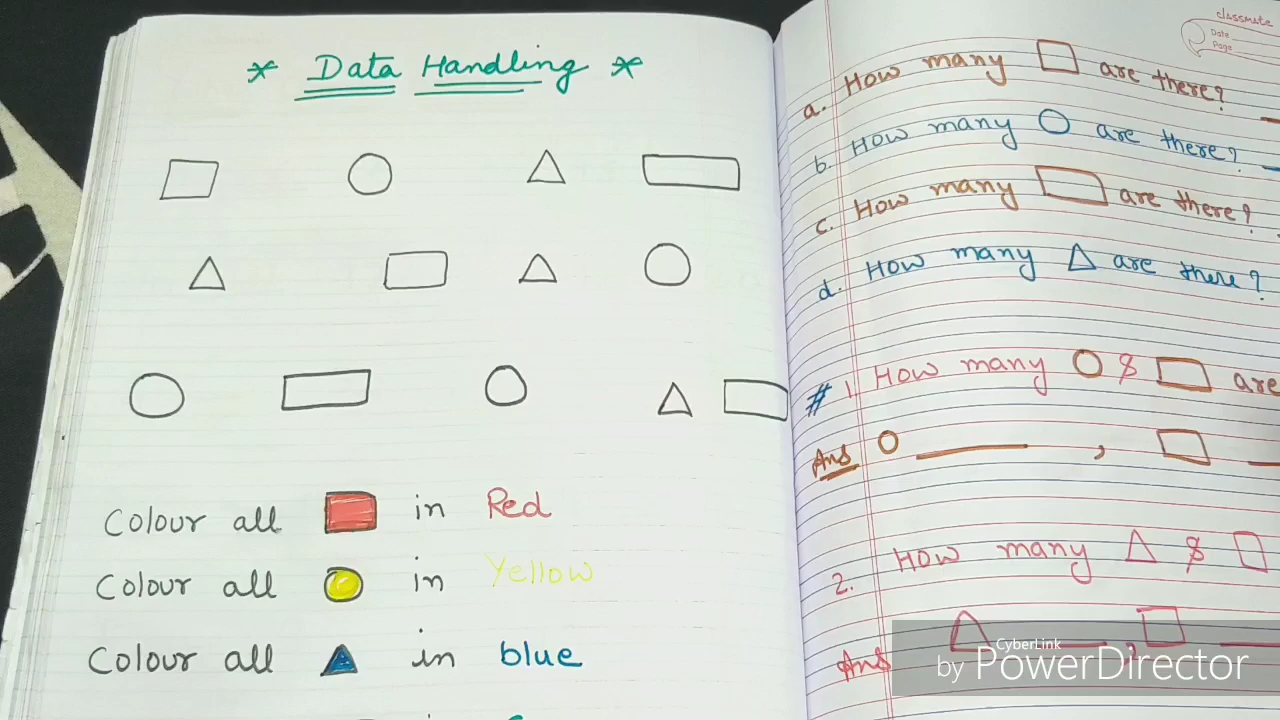 * Data Handling *
Colour all in Red
Colour all in Yellow
Colour all in blue
classmate
Date
Page
a. How many are there?
b. How many are there?
c. How many are there?
d. How many are there?
# 1. How many & are
Ans
2. How many &
Ans
CyberLink
by PowerDirector